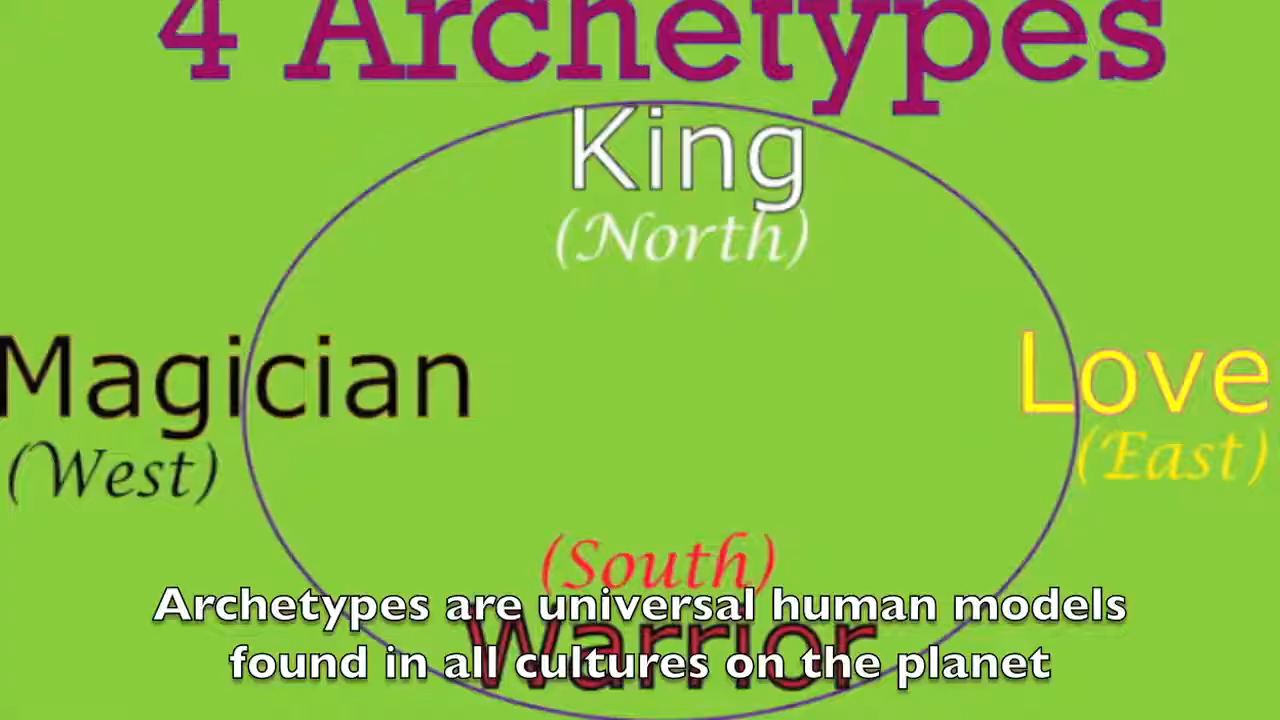 4 Archetypes
King
(North)
Magician
(West)
Love
(East)
(South)
Warrior
Archetypes are universal human models
found in all cultures on the planet